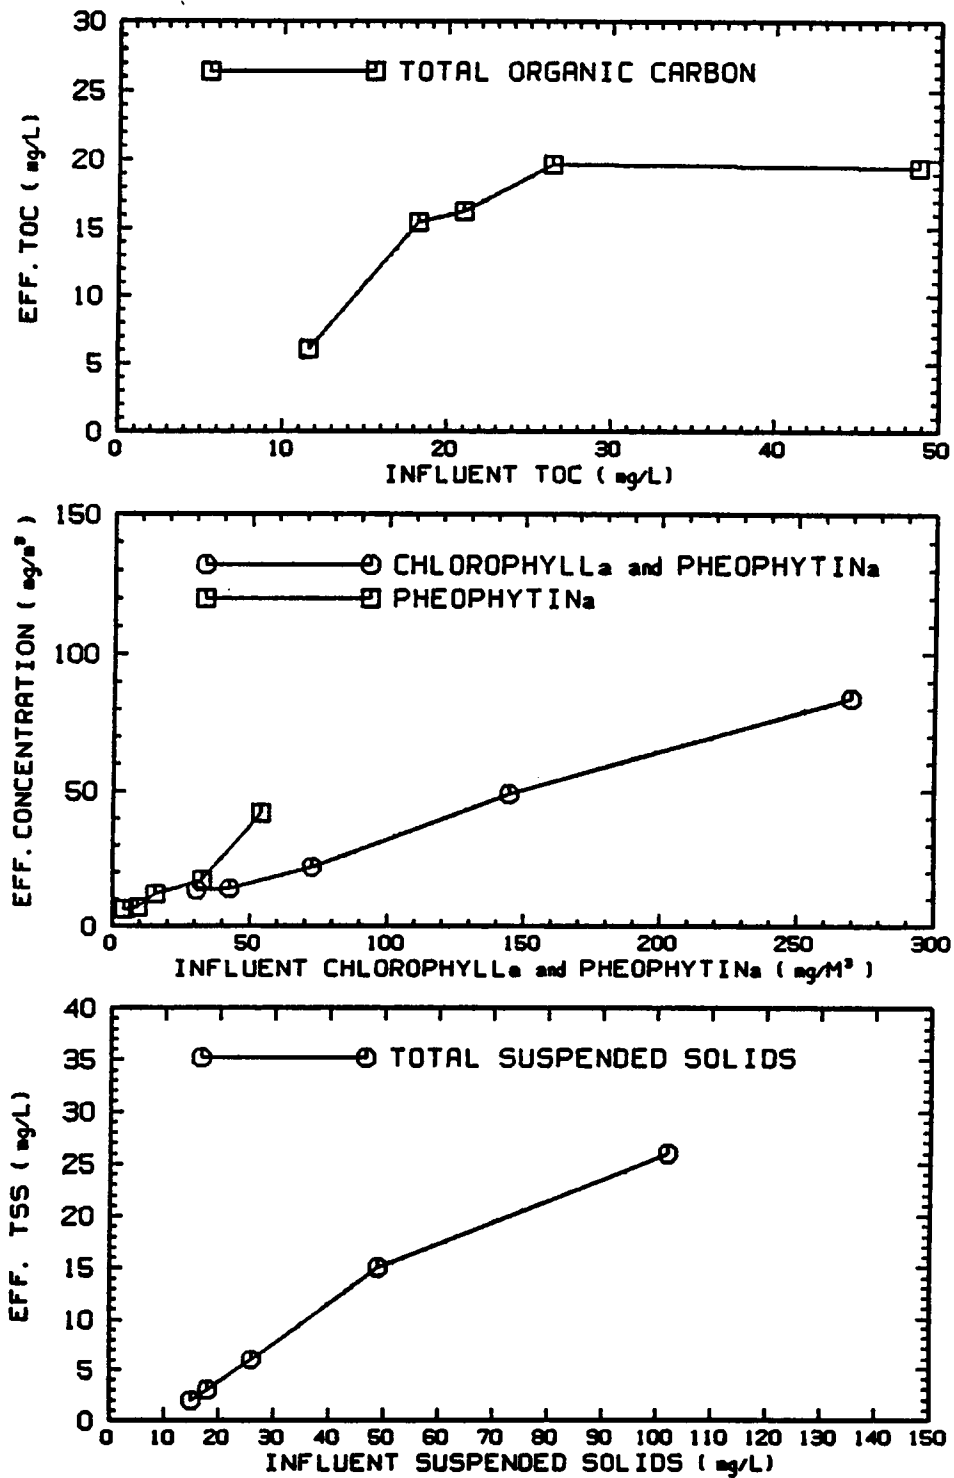 30
TOTAL ORGANIC CARBON
25
20
15
10
5
0
EFF. TOC ( mg/L)
0 10 20 30 40 50
INFLUENT TOC ( mg/L)
150
CHLOROPHYLLa and PHEOPHYTINa
PHEOPHYTINa
100
50
0
EFF. CONCENTRATION ( mg/m³ )
0 50 100 150 200 250 300
INFLUENT CHLOROPHYLLa and PHEOPHYTINa ( mg/M³ )
40
TOTAL SUSPENDED SOLIDS
35
30
25
20
15
10
5
0
EFF. TSS ( mg/L)
0 10 20 30 40 50 60 70 80 90 100 110 120 130 140 150
INFLUENT SUSPENDED SOLIDS ( mg/L)